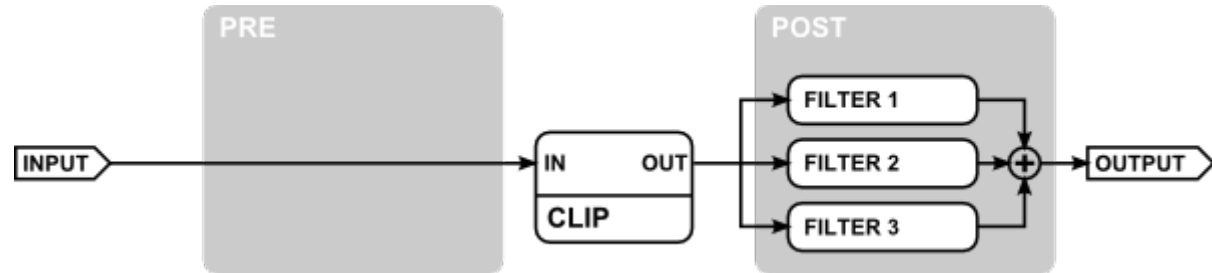 PRE
POST
FILTER 1
INPUT
IN OUT
FILTER 2
OUTPUT
CLIP
FILTER 3